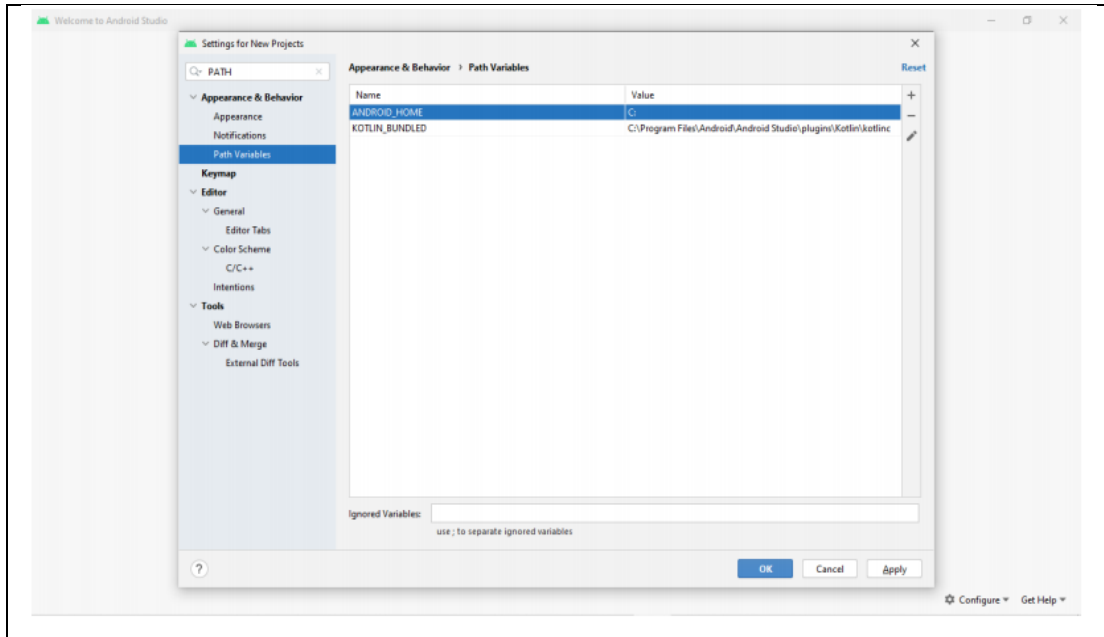 Welcome to Android Studio
Settings for New Projects
PATH
Appearance & Behavior
Appearance
Notifications
Path Variables
Keymap
Editor
General
Editor Tabs
Color Scheme
C/C++
Intentions
Tools
Web Browsers
Diff & Merge
External Diff Tools
Appearance & Behavior › Path Variables
Reset
Name Value
ANDROID_HOME C:
KOTLIN_BUNDLED C:\Program Files\Android\Android Studio\plugins\Kotlin\kotlinc
Ignored Variables:
use ; to separate ignored variables
?
OK Cancel Apply
Configure Get Help